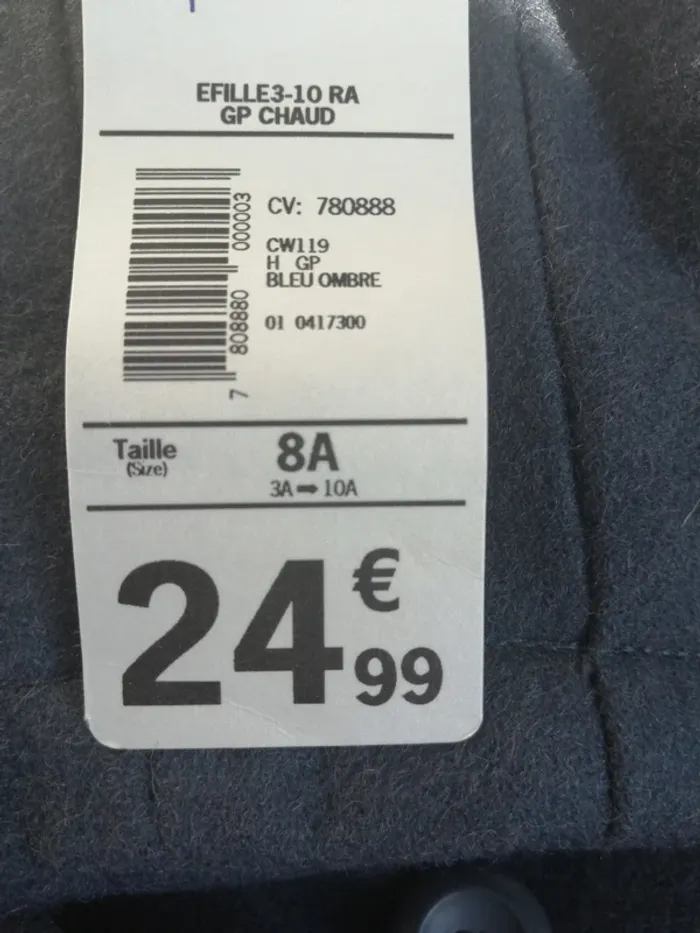 EFILLE3-10 RA
GP CHAUD
7 808880 000003
CV: 780888
CW119
H GP
BLEU OMBRE
01 0417300
Taille
(Size)
8A
3A➡10A
24€99